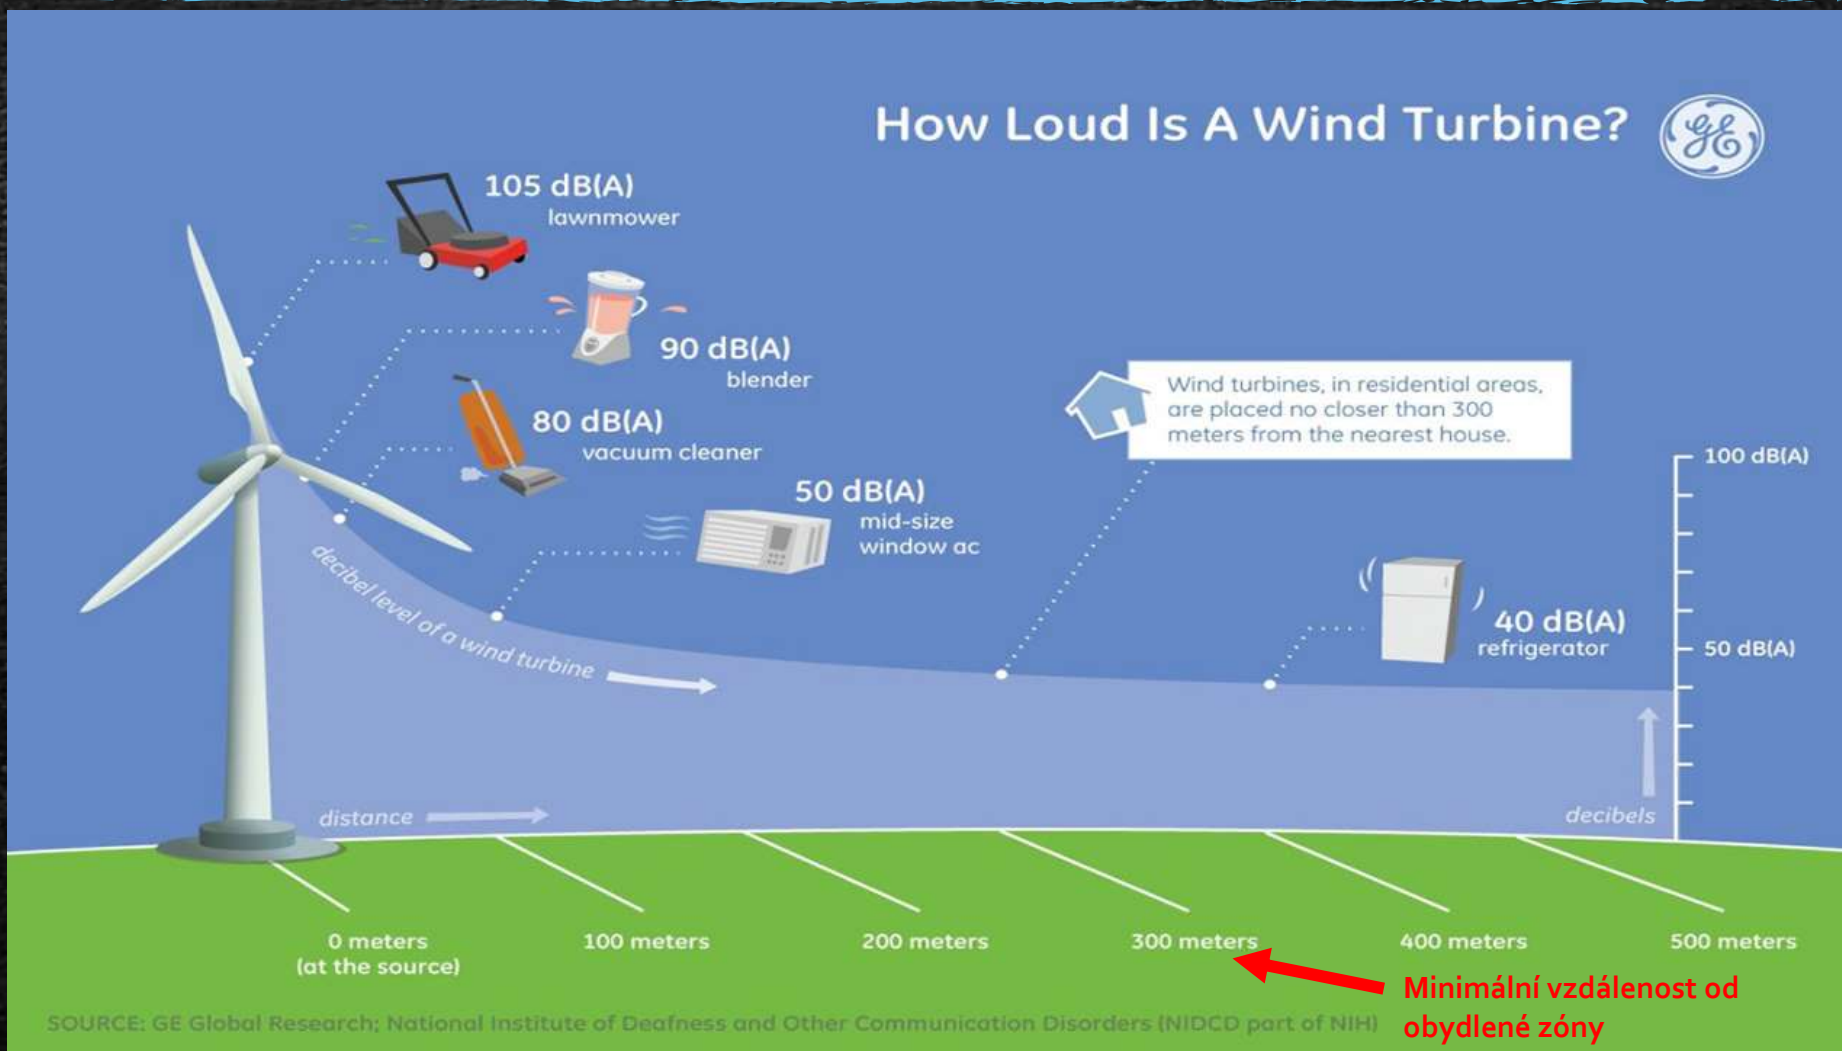 How Loud Is A Wind Turbine?
GE
105 dB(A)
lawnmower
90 dB(A)
blender
80 dB(A)
vacuum cleaner
50 dB(A)
mid-size
window ac
Wind turbines, in residential areas,
are placed no closer than 300
meters from the nearest house.
40 dB(A)
refrigerator
100 dB(A)
50 dB(A)
decibel level of a wind turbine
distance
decibels
0 meters
(at the source)
100 meters
200 meters
300 meters
400 meters
500 meters
Minimální vzdálenost od
obydlené zóny
SOURCE: GE Global Research; National Institute of Deafness and Other Communication Disorders (NIDCD part of NIH)